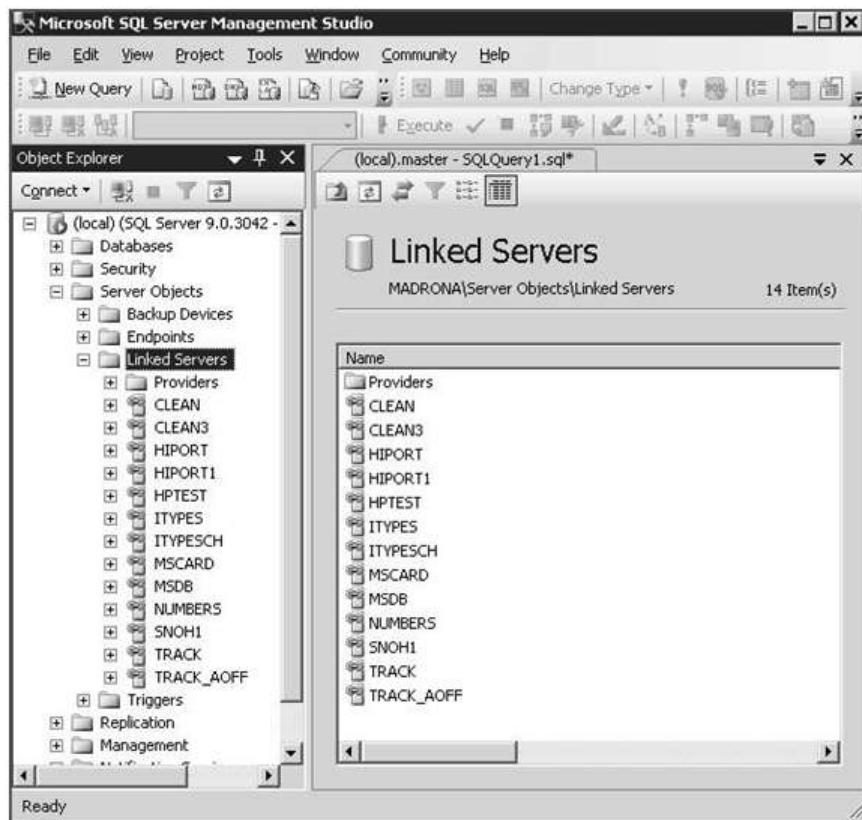 Microsoft SQL Server Management Studio
File Edit View Project Tools Window Community Help
New Query Change Type
Execute
Object Explorer
(local).master - SQLQuery1.sql*
Connect
(local) (SQL Server 9.0.3042 -
Databases
Security
Server Objects
Backup Devices
Endpoints
Linked Servers
Providers
CLEAN
CLEAN3
HIPORT
HIPORT1
HPTEST
ITYPES
ITYPESCH
MSCARD
MSDB
NUMBERS
SNOH1
TRACK
TRACK_AOFF
Triggers
Replication
Management
Linked Servers
MADRONA\Server Objects\Linked Servers 14 Item(s)
Name
Providers
CLEAN
CLEAN3
HIPORT
HIPORT1
HPTEST
ITYPES
ITYPESCH
MSCARD
MSDB
NUMBERS
SNOH1
TRACK
TRACK_AOFF
Ready